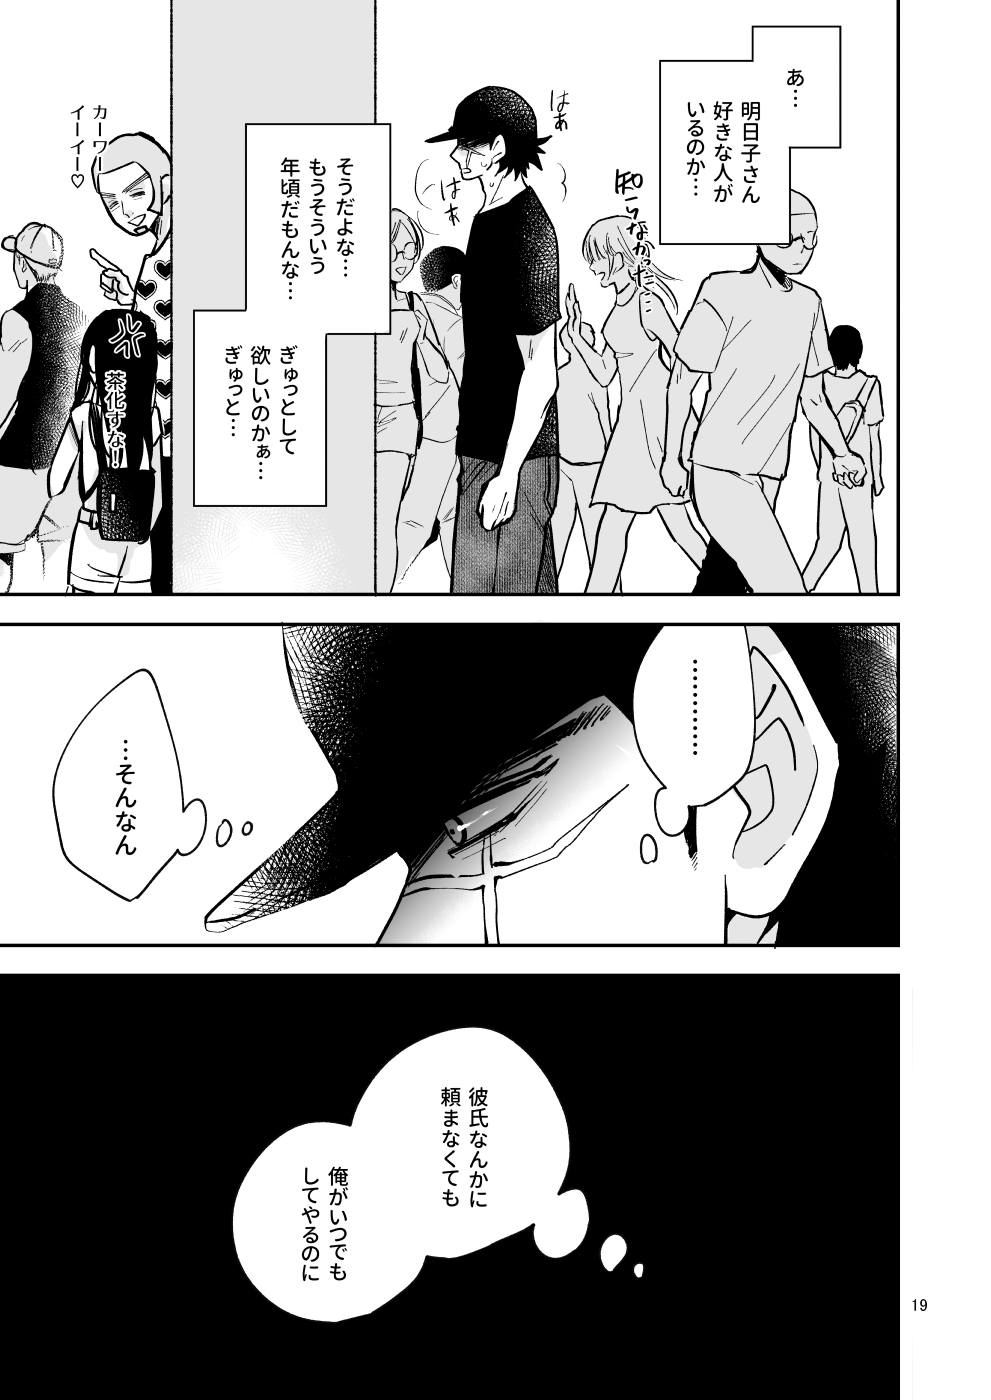 あ…
明日子さん
好きな人が
いるのか…
知らなかった…
はぁ
はぁ
そうだよな…
もうそういう
年頃だもんな…
ぎゅっとして
欲しいのかぁ…
ぎゅっと…
カーワー
イーイー♡
茶化すな！
…………
…そんなん
彼氏なんかに
頼まなくても
俺がいつでも
してやるのに
19